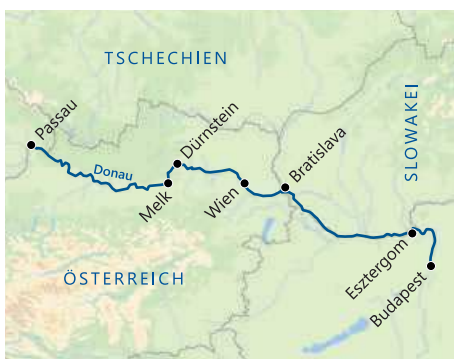 TSCHECHIEN
SLOWAKEI
Passau
Dürnstein
Donau
Melk
Wien
Bratislava
ÖSTERREICH
Esztergom
Budapest